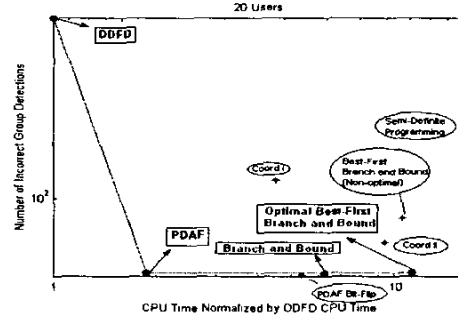 20 Users
DDFD
Number of Incorrect Group Detections
Semi-Definite
Programming
Coord I
Best-First
Branch and Bound
(Non-optimal)
10²
Optimal Best-First
Branch and Bound
PDAF
Branch and Bound
Coord II
1
10
PDAF Bit-Flip
CPU Time Normalized by DDFD CPU Time